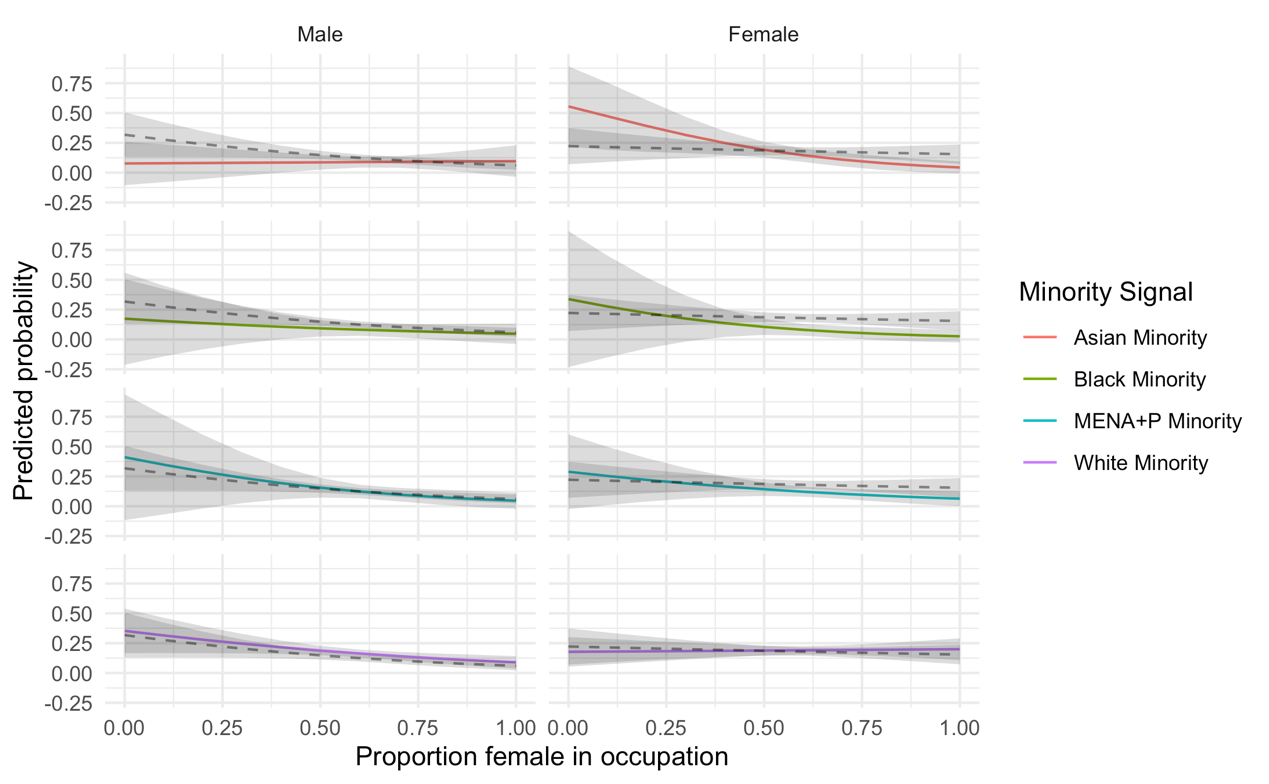 Male
Female
0.75
0.50
0.25
0.00
-0.25
0.75
0.50
0.25
0.00
-0.25
0.75
0.50
0.25
0.00
-0.25
0.75
0.50
0.25
0.00
-0.25
Predicted probability
0.00 0.25 0.50 0.75 1.00 0.00 0.25 0.50 0.75 1.00
Proportion female in occupation
Minority Signal
Asian Minority
Black Minority
MENA+P Minority
White Minority